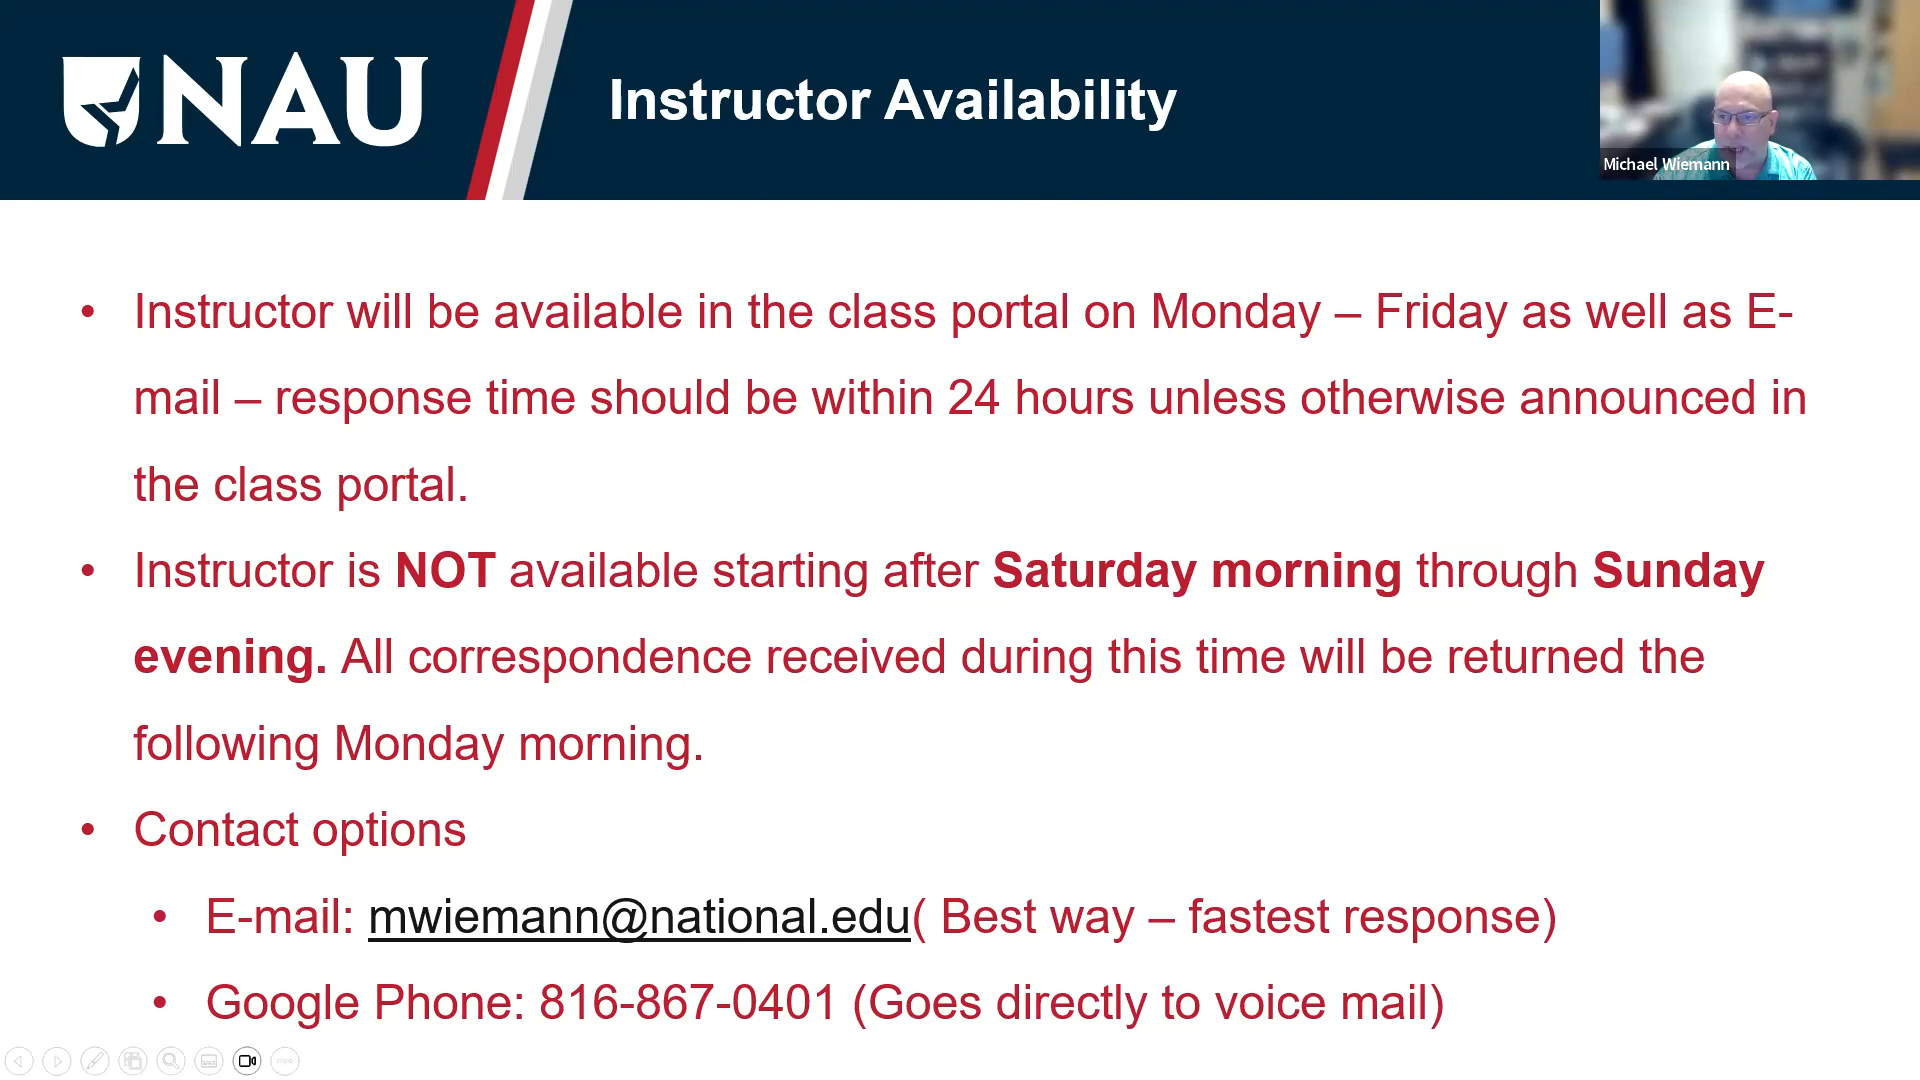 NAU
Instructor Availability
Michael Wiemann
• Instructor will be available in the class portal on Monday – Friday as well as E-
mail – response time should be within 24 hours unless otherwise announced in
the class portal.
• Instructor is NOT available starting after Saturday morning through Sunday
evening. All correspondence received during this time will be returned the
following Monday morning.
• Contact options
• E-mail: mwiemann@national.edu( Best way – fastest response)
• Google Phone: 816-867-0401 (Goes directly to voice mail)